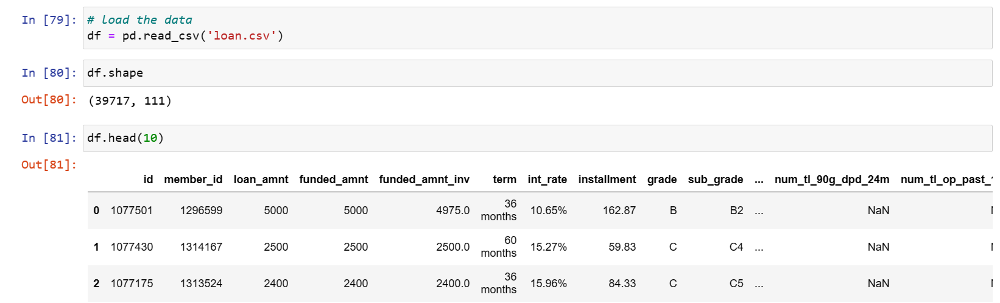 In [79]: # Load the data
df = pd.read_csv('loan.csv')
In [80]: df.shape
Out[80]: (39717, 111)
In [81]: df.head(10)
Out[81]:
id member_id loan_amnt funded_amnt funded_amnt_inv term int_rate installment grade sub_grade ... num_tl_90g_dpd_24m num_tl_op_past_
0 1077501 1296599 5000 5000 4975.0 36 months 10.65% 162.87 B B2 ... NaN
1 1077430 1314167 2500 2500 2500.0 60 months 15.27% 59.83 C C4 ... NaN
2 1077175 1313524 2400 2400 2400.0 36 months 15.96% 84.33 C C5 ... NaN